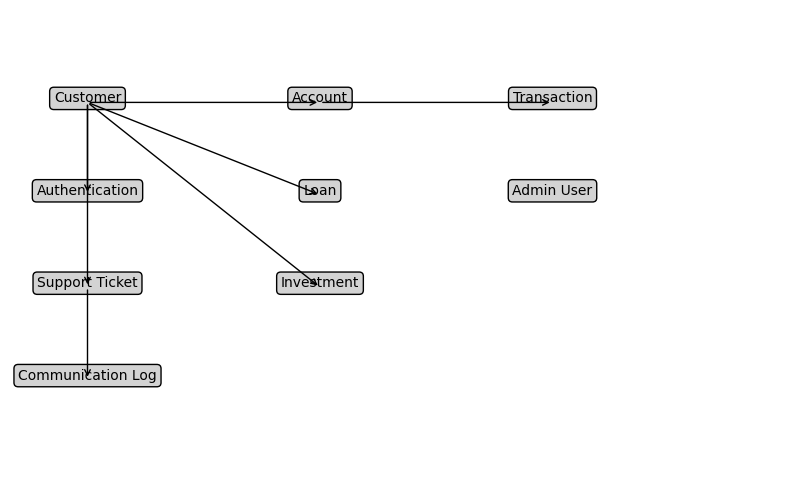 Customer
Account
Transaction
Authentication
Loan
Admin User
Support Ticket
Investment
Communication Log